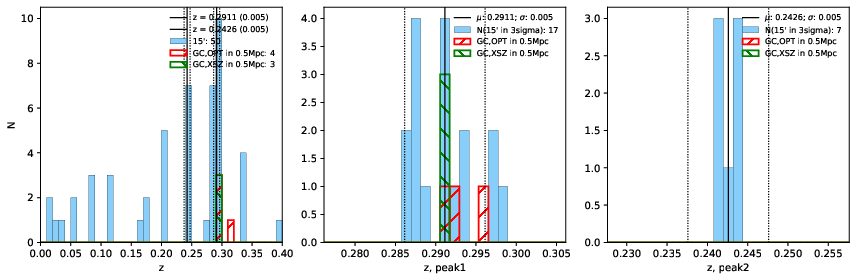 z = 0.2911 (0.005)
z = 0.2426 (0.005)
GC,OPT in 0.5Mpc: 4
GC,XSZ in 0.5Mpc: 3
N
10
8
6
4
2
0
0.00 0.05 0.10 0.15 0.20 0.25 0.30 0.35 0.40
z
μ: 0.2911; σ: 0.005
N(15' in 3sigma): 17
GC,OPT in 0.5Mpc
GC,XSZ in 0.5Mpc
4.0
3.5
3.0
2.5
2.0
1.5
1.0
0.5
0.0
0.280 0.285 0.290 0.295 0.300 0.305
z, peak1
μ: 0.2426; σ: 0.005
N(15' in 3sigma): 7
GC,OPT in 0.5Mpc
GC,XSZ in 0.5Mpc
3.0
2.5
2.0
1.5
1.0
0.5
0.0
0.230 0.235 0.240 0.245 0.250 0.255
z, peak2